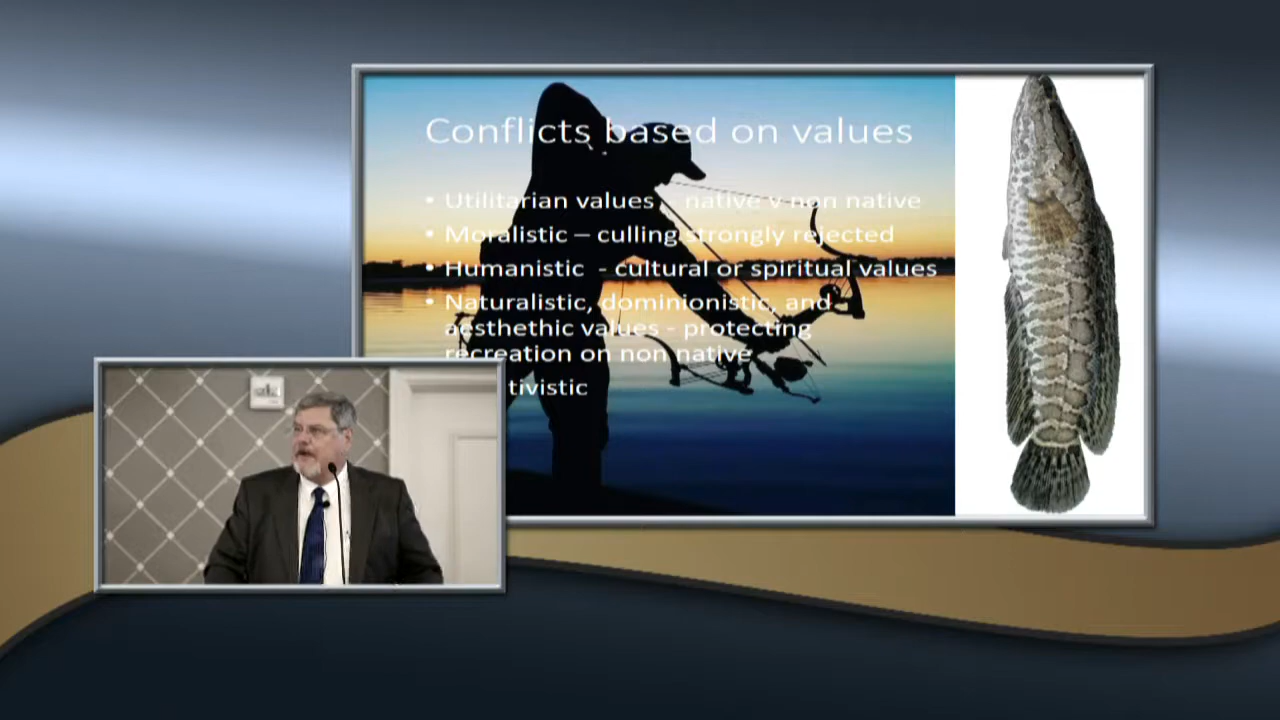 Conflicts based on values
• Utilitarian values - native v non native
• Moralistic – culling strongly rejected
• Humanistic - cultural or spiritual values
• Naturalistic, dominionistic, and
aesthethic values - protecting
recreation on non native
tivistic